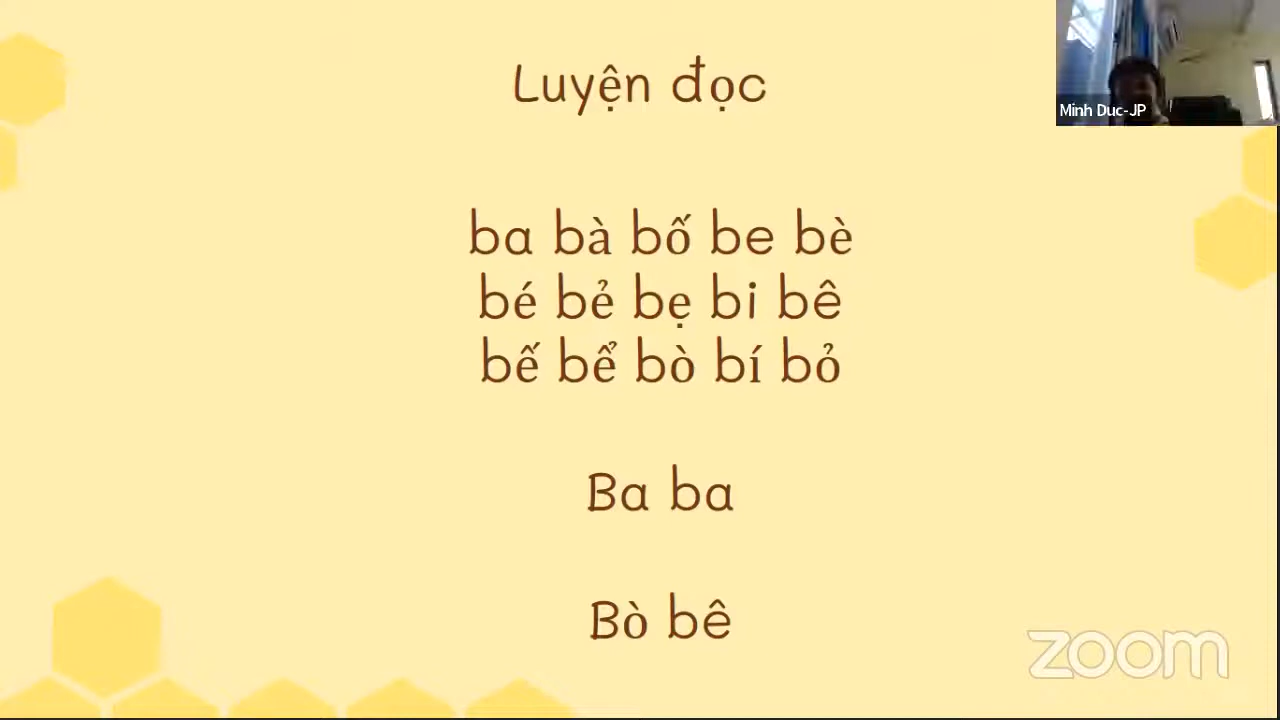 Luyện đọc
Minh Duc-JP
ba bà bố be bè
bé bẻ bẹ bi bê
bế bể bò bí bỏ
Ba ba
Bò bê
zoom